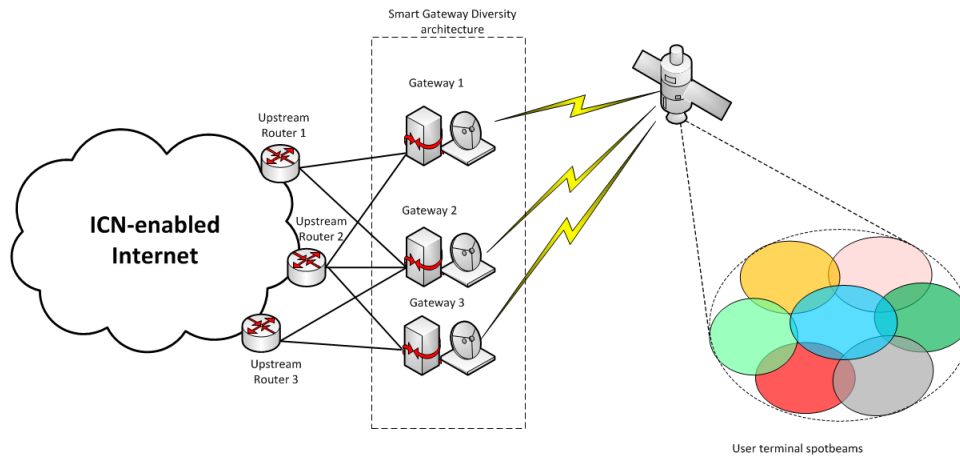 Smart Gateway Diversity
architecture
Gateway 1
Upstream
Router 1
ICN-enabled
Internet
Upstream
Router 2
Gateway 2
Gateway 3
Upstream
Router 3
User terminal spotbeams